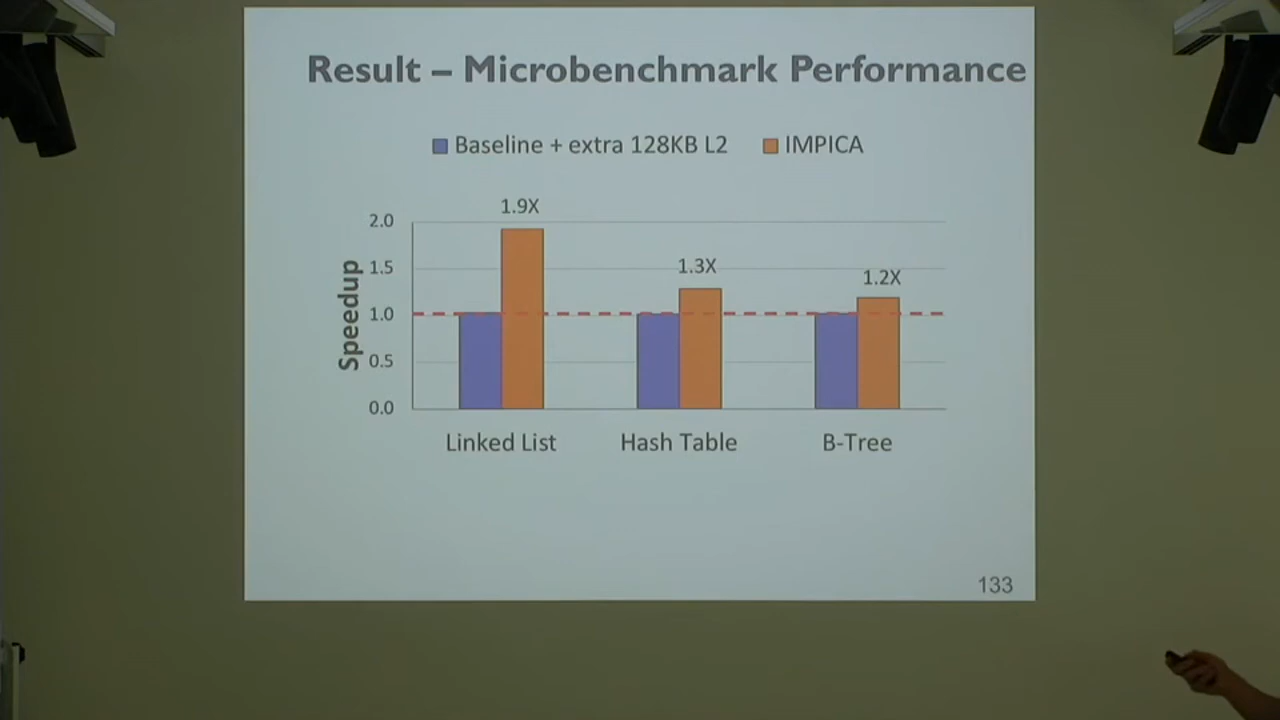 Result – Microbenchmark Performance
Baseline + extra 128KB L2 IMPICA
Speedup
2.0
1.5
1.0
0.5
0.0
1.9X
1.3X
1.2X
Linked List Hash Table B-Tree
133